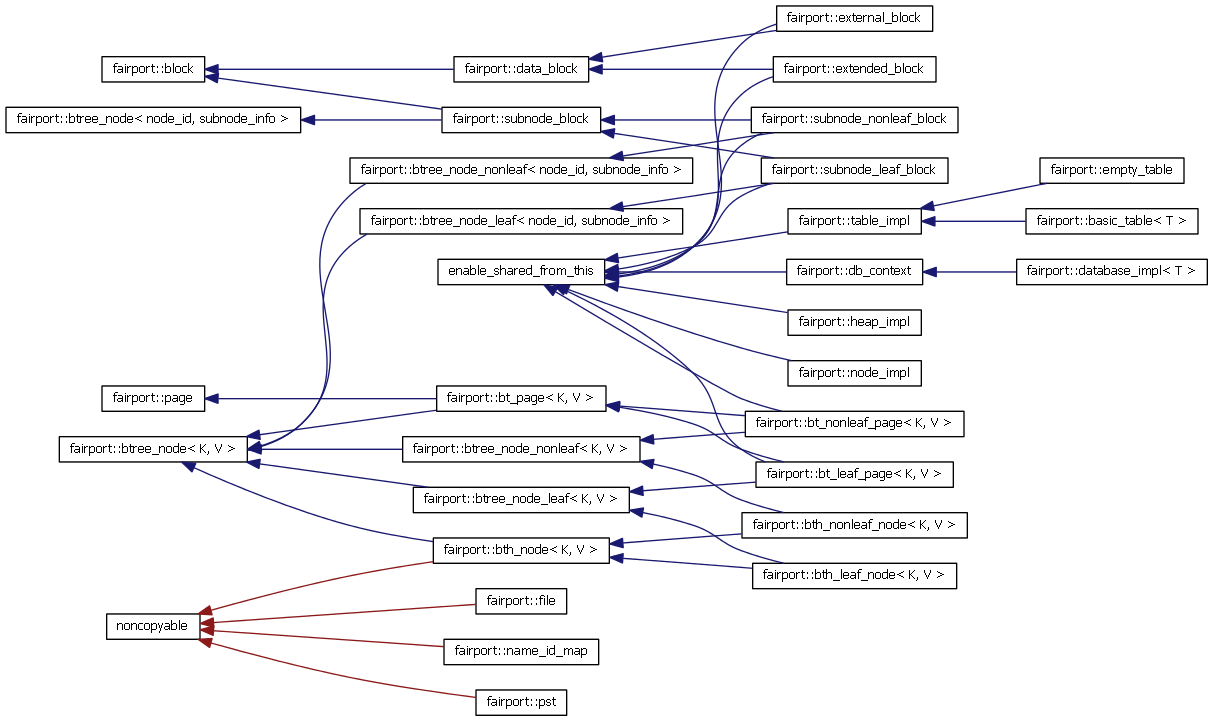 fairport::external_block
fairport::block
fairport::data_block
fairport::extended_block
fairport::btree_node< node_id, subnode_info >
fairport::subnode_block
fairport::subnode_nonleaf_block
fairport::btree_node_nonleaf< node_id, subnode_info >
fairport::subnode_leaf_block
fairport::empty_table
fairport::btree_node_leaf< node_id, subnode_info >
fairport::table_impl
fairport::basic_table< T >
enable_shared_from_this
fairport::db_context
fairport::database_impl< T >
fairport::heap_impl
fairport::node_impl
fairport::page
fairport::bt_page< K, V >
fairport::bt_nonleaf_page< K, V >
fairport::btree_node< K, V >
fairport::btree_node_nonleaf< K, V >
fairport::bt_leaf_page< K, V >
fairport::btree_node_leaf< K, V >
fairport::bth_nonleaf_node< K, V >
fairport::bth_node< K, V >
fairport::bth_leaf_node< K, V >
fairport::file
noncopyable
fairport::name_id_map
fairport::pst